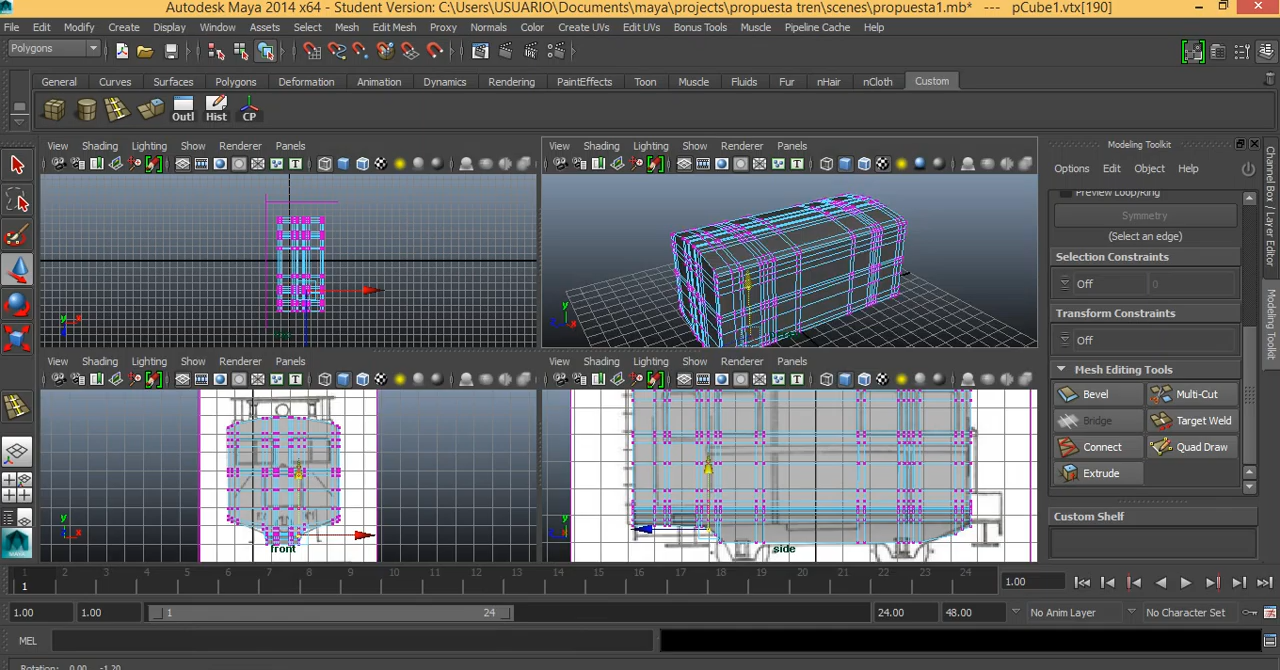 Autodesk Maya 2014 x64 - Student Version: C:\Users\USUARIO\Documents\maya\projects\propuesta tren\scenes\propuesta1.mb* --- pCube1.vtx[190]
File Edit Modify Create Display Window Assets Select Mesh Edit Mesh Proxy Normals Color Create UVs Edit UVs Bonus Tools Muscle Pipeline Cache Help
Polygons
General Curves Surfaces Polygons Deformation Animation Dynamics Rendering PaintEffects Toon Muscle Fluids Fur nHair nCloth Custom
Outl Hist CP
View Shading Lighting Show Renderer Panels
View Shading Lighting Show Renderer Panels
View Shading Lighting Show Renderer Panels
front
View Shading Lighting Show Renderer Panels
side
Modeling Toolkit
Options Edit Object Help
Preview Loop/Ring
Symmetry
(Select an edge)
Selection Constraints
Off 0
Transform Constraints
Off
Mesh Editing Tools
Bevel Multi-Cut
Bridge Target Weld
Connect Quad Draw
Extrude
Custom Shelf
Channel Box / Layer Editor
Modeling Toolkit
1 2 3 4 5 6 7 8 9 10 11 12 13 14 15 16 17 18 19 20 21 22 23 24
1 1.00
1.00 1.00 1 24 24.00 48.00 No Anim Layer No Character Set
MEL
Rotation: 0.00 -1.20